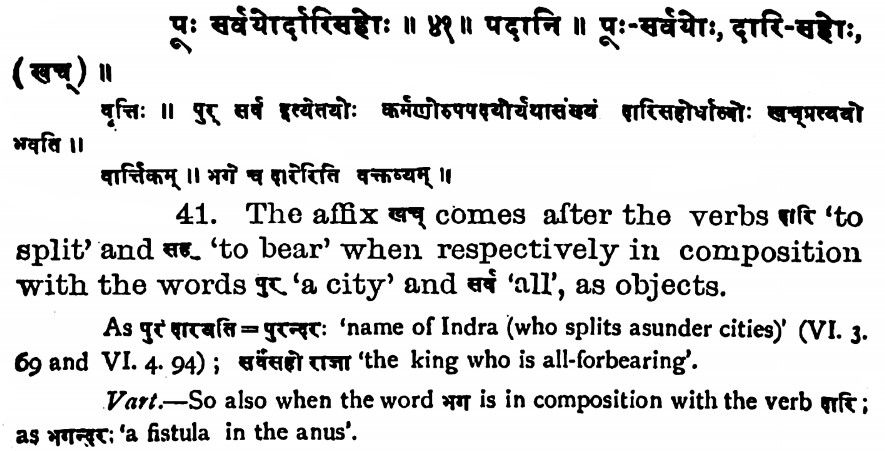 पूः सर्वयोर्दारिसहोः ॥ ४१ ॥ पदानि ॥ पूः-सर्वयोः, दारि-सहोः,
(खच्) ॥
वृत्तिः ॥ पुर् सर्व इत्येतयोः कर्मणोरुपपदयोर्यथासंख्यं दारिसहोर्धात्वोः खच्प्रत्ययो
भवति ॥
वार्त्तिकम् ॥ भगे च दारेरिति वक्तव्यम् ॥
41. The affix खच् comes after the verbs दारि 'to
split' and सह् 'to bear' when respectively in composition
with the words पुर् 'a city' and सर्व 'all', as objects.
As पुरं दारयति = पुरन्दरः 'name of Indra (who splits asunder cities)' (VI. 3.
69 and VI. 4. 94) ; सर्वंसहो राजा 'the king who is all-forbearing'.
Vart.—So also when the word भग is in composition with the verb दारि ;
as भगन्दरः 'a fistula in the anus'.